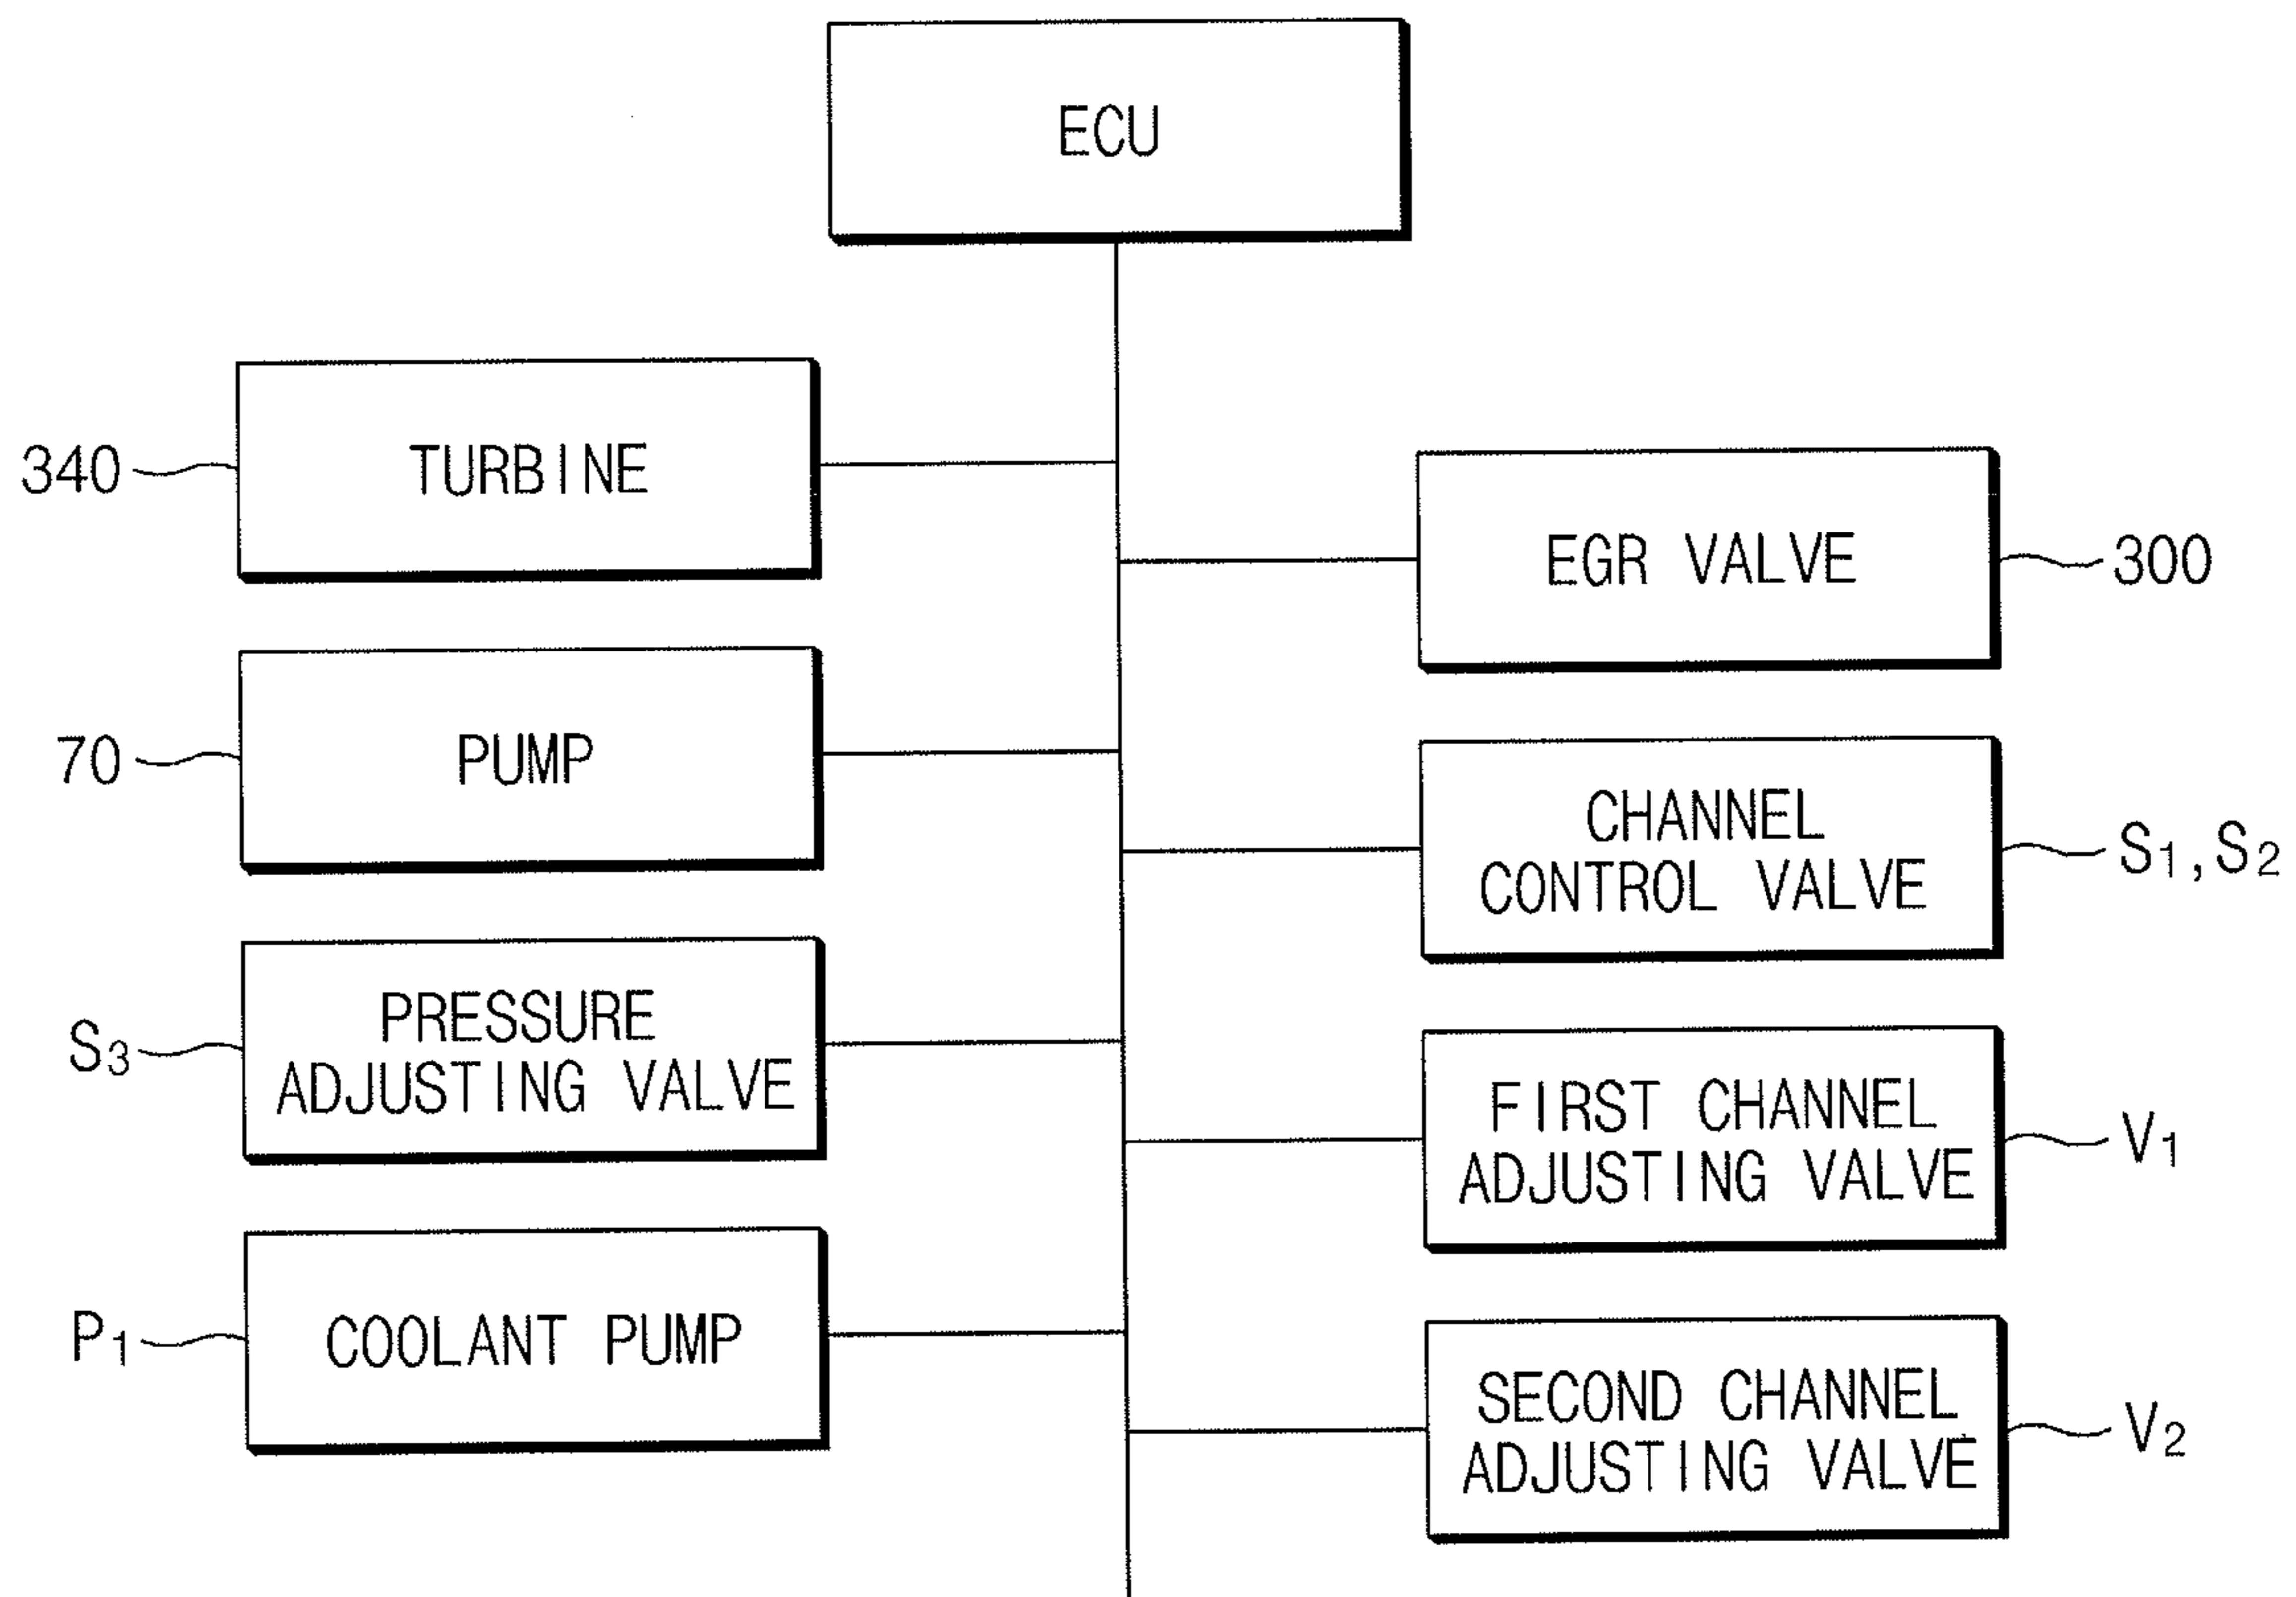 ECU
340
TURBINE
EGR VALVE
300
70
PUMP
CHANNEL
CONTROL VALVE
S1,S2
S3
PRESSURE
ADJUSTING VALVE
FIRST CHANNEL
ADJUSTING VALVE
V1
P1
COOLANT PUMP
SECOND CHANNEL
ADJUSTING VALVE
V2